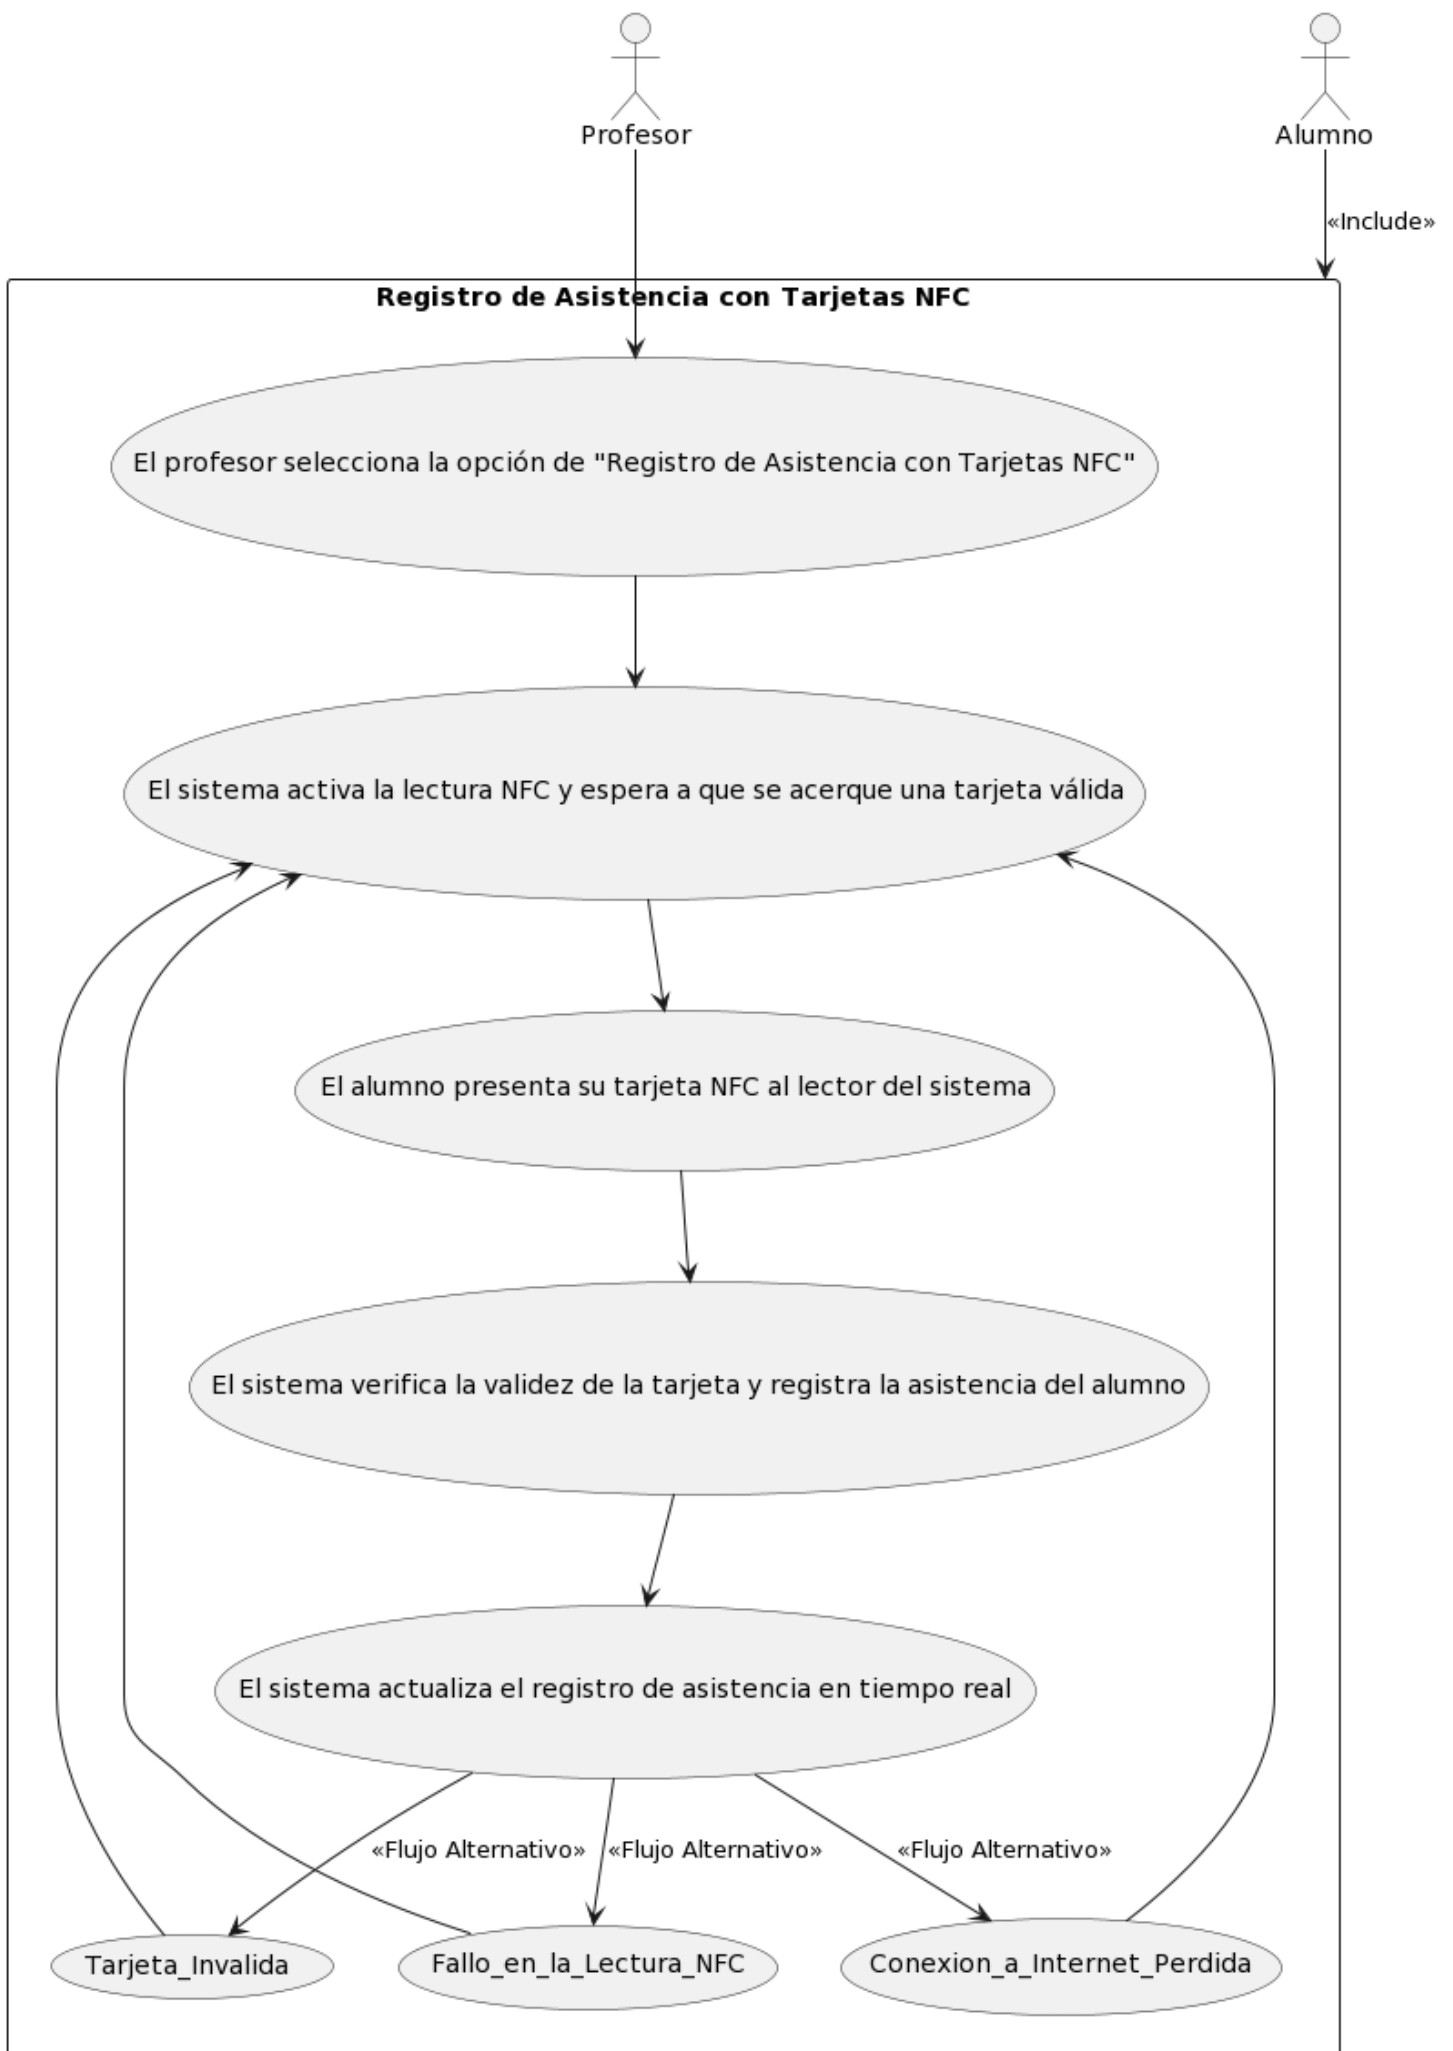 Profesor
Alumno
«Include»
Registro de Asistencia con Tarjetas NFC
El profesor selecciona la opción de "Registro de Asistencia con Tarjetas NFC"
El sistema activa la lectura NFC y espera a que se acerque una tarjeta válida
El alumno presenta su tarjeta NFC al lector del sistema
El sistema verifica la validez de la tarjeta y registra la asistencia del alumno
El sistema actualiza el registro de asistencia en tiempo real
«Flujo Alternativo»
«Flujo Alternativo»
«Flujo Alternativo»
Tarjeta_Invalida
Fallo_en_la_Lectura_NFC
Conexion_a_Internet_Perdida